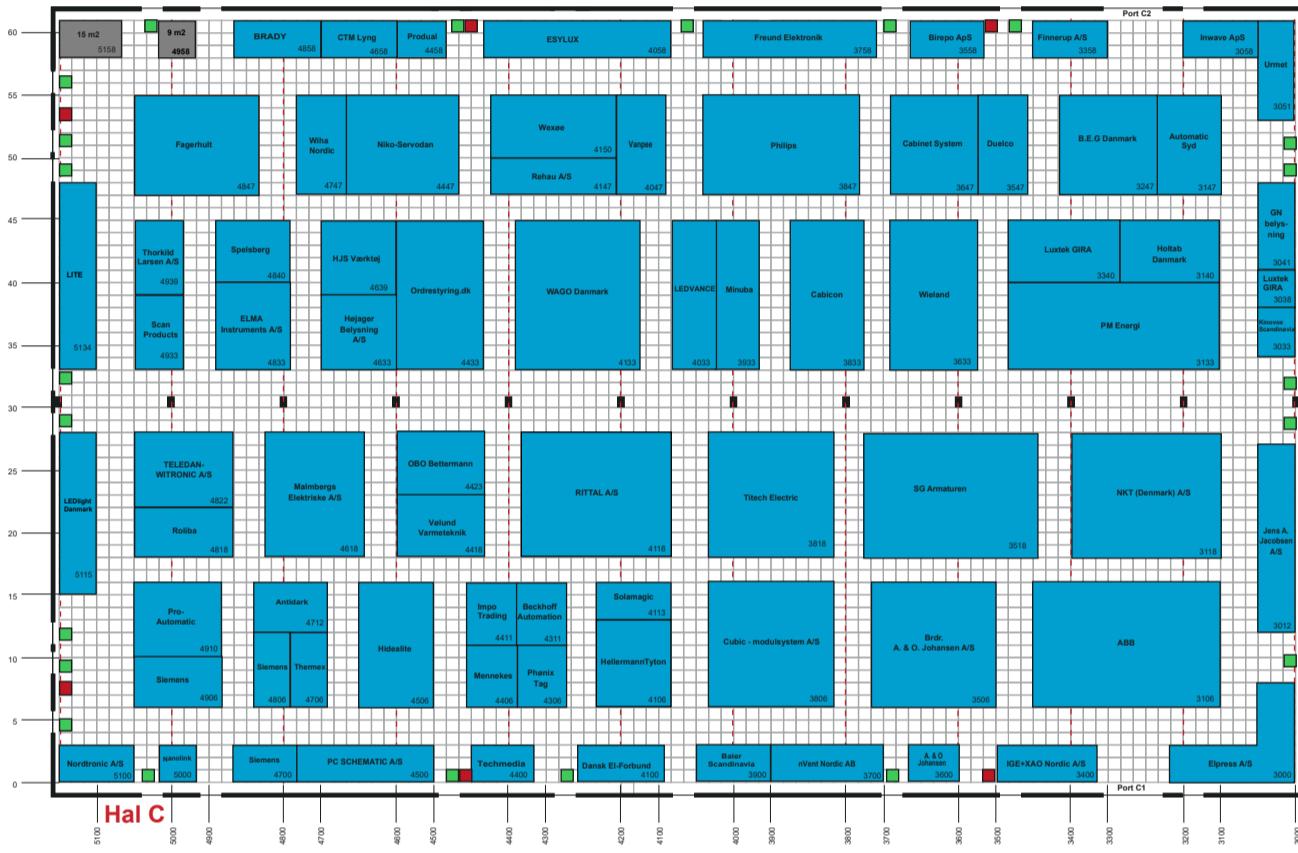 Port C2
60
15 m2
5158
9 m2
4958
BRADY
4858
CTM Lyng
4658
Produal
4458
ESYLUX
4058
Freund Elektronik
3758
Birepo ApS
3558
Finnerup A/S
3358
Inwave ApS
3058
Urmet
3051
55
Fagerhult
4847
Wiha
Nordic
4747
Niko-Servodan
4447
Wexøe
4150
Rehau A/S
4147
Vanpee
4047
Philips
3847
Cabinet System
3647
Duelco
3547
B.E.G Danmark
3247
Automatic
Syd
3147
50
45
LITE
5134
Thorkild
Larsen A/S
4939
Scan
Products
4933
Spelsberg
4840
ELMA
Instruments A/S
4833
HJS Værktøj
4639
Højager
Belysning
A/S
4633
Ordrestyring.dk
4433
WAGO Danmark
4133
LEDVANCE
4033
Minuba
3933
Cabicon
3833
Wieland
3633
Luxtek GIRA
3340
Holtab
Danmark
3140
PM Energi
3133
GN
belys-
ning
3041
Luxtek
GIRA
3038
Kinovox
Scandinavia
3033
40
35
30
25
LEDlight
Danmark
5115
TELEDAN-
WITRONIC A/S
4822
Roliba
4818
Malmbergs
Elektriske A/S
4618
OBO Bettermann
4423
Vølund
Varmeteknik
4418
RITTAL A/S
4118
Titech Electric
3818
SG Armaturen
3518
NKT (Denmark) A/S
3118
Jens A.
Jacobsen
A/S
3012
20
15
Pro-
Automatic
4910
Siemens
4906
Antidark
4712
Siemens
4806
Thermex
4706
Hidealite
4506
Impo
Trading
4411
Beckhoff
Automation
4311
Mennekes
4406
Phønix
Tag
4306
Solamagic
4113
HellermannTyton
4106
Cubic - modulsystem A/S
3806
Brdr.
A. & O. Johansen A/S
3506
ABB
3106
10
5
Nordtronic A/S
5100
Nanolink
5000
Siemens
4700
PC SCHEMATIC A/S
4500
Techmedia
4400
Dansk El-Forbund
4100
Baier
Scandinavia
3900
nVent Nordic AB
3700
A. & O
Johansen
3600
IGE+XAO Nordic A/S
3400
Elpress A/S
3000
0
Port C1
Hal C
5100
5000
4900
4800
4700
4600
4500
4400
4300
4200
4100
4000
3900
3800
3700
3600
3500
3400
3300
3200
3100
3000